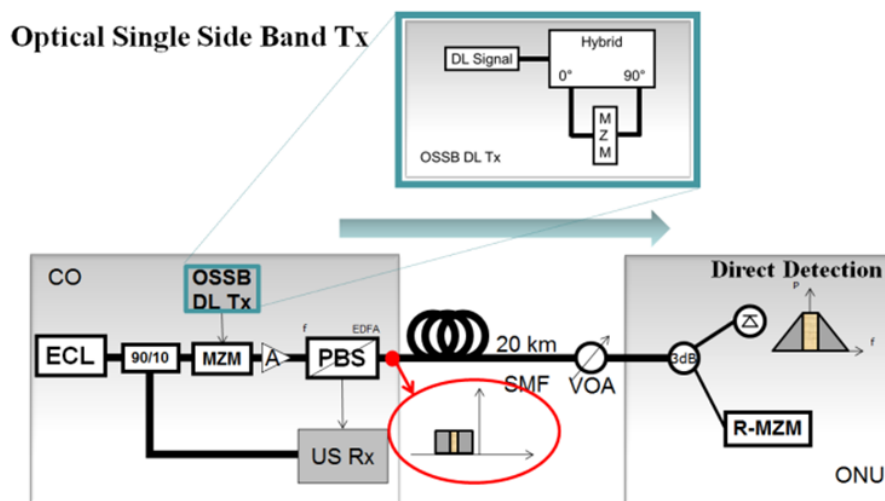 Optical Single Side Band Tx
Hybrid
DL Signal
0° 90°
M
Z
M
OSSB DL Tx
CO
OSSB
DL Tx
Direct Detection
P
f
f
EDFA
ECL
90/10
MZM
A
PBS
20 km
SMF
VOA
3dB
US Rx
R-MZM
ONU